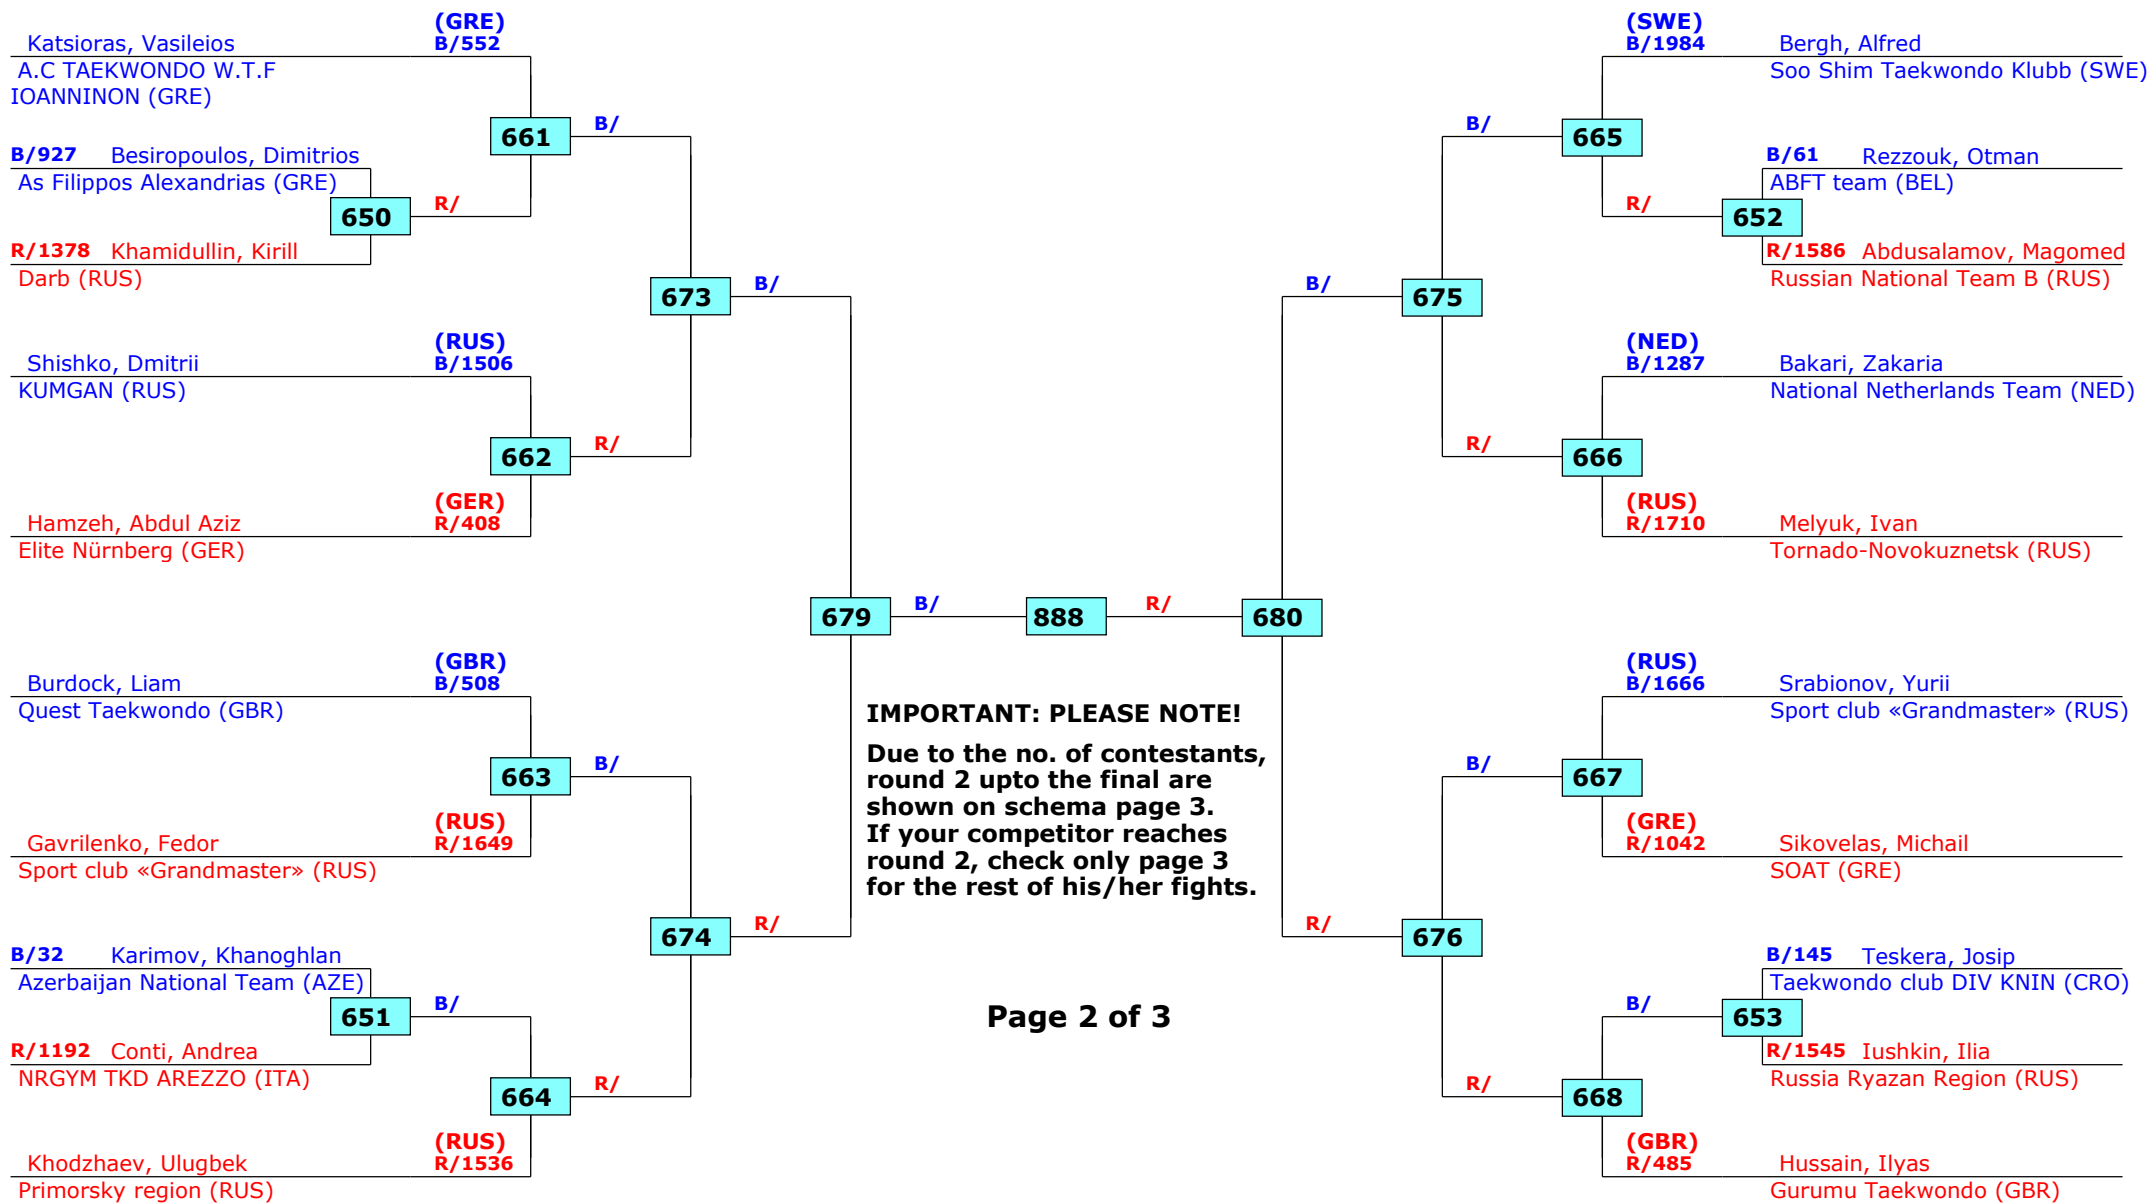 (GRE)
Katsioras, Vasileios B/552
A.C TAEKWONDO W.T.F
IOANNINON (GRE)
661 B/
B/927 Besiropoulos, Dimitrios
As Filippos Alexandrias (GRE)
650 R/
R/1378 Khamidullin, Kirill
Darb (RUS)
673 B/
(RUS)
Shishko, Dmitrii B/1506
KUMGAN (RUS)
662 R/
(GER)
Hamzeh, Abdul Aziz R/408
Elite Nürnberg (GER)
679 B/ 888 R/ 680
(GBR)
Burdock, Liam B/508
Quest Taekwondo (GBR)
663 B/
(RUS)
Gavrilenko, Fedor R/1649
Sport club «Grandmaster» (RUS)
674 R/
B/32 Karimov, Khanoghlan
Azerbaijan National Team (AZE)
651 B/
R/1192 Conti, Andrea
NRGYM TKD AREZZO (ITA)
664 R/
(RUS)
Khodzhaev, Ulugbek R/1536
Primorsky region (RUS)
IMPORTANT: PLEASE NOTE!
Due to the no. of contestants,
round 2 upto the final are
shown on schema page 3.
If your competitor reaches
round 2, check only page 3
for the rest of his/her fights.
Page 2 of 3
(SWE)
B/1984 Bergh, Alfred
Soo Shim Taekwondo Klubb (SWE)
B/ 665
B/61 Rezzouk, Otman
ABFT team (BEL)
R/ 652
R/1586 Abdusalamov, Magomed
Russian National Team B (RUS)
B/ 675
(NED)
B/1287 Bakari, Zakaria
National Netherlands Team (NED)
R/ 666
(RUS)
R/1710 Melyuk, Ivan
Tornado-Novokuznetsk (RUS)
(RUS)
B/1666 Srabionov, Yurii
Sport club «Grandmaster» (RUS)
B/ 667
(GRE)
R/1042 Sikovelas, Michail
SOAT (GRE)
R/ 676
B/145 Teskera, Josip
Taekwondo club DIV KNIN (CRO)
B/ 653
R/1545 Iushkin, Ilia
Russia Ryazan Region (RUS)
R/ 668
(GBR)
R/485 Hussain, Ilyas
Gurumu Taekwondo (GBR)